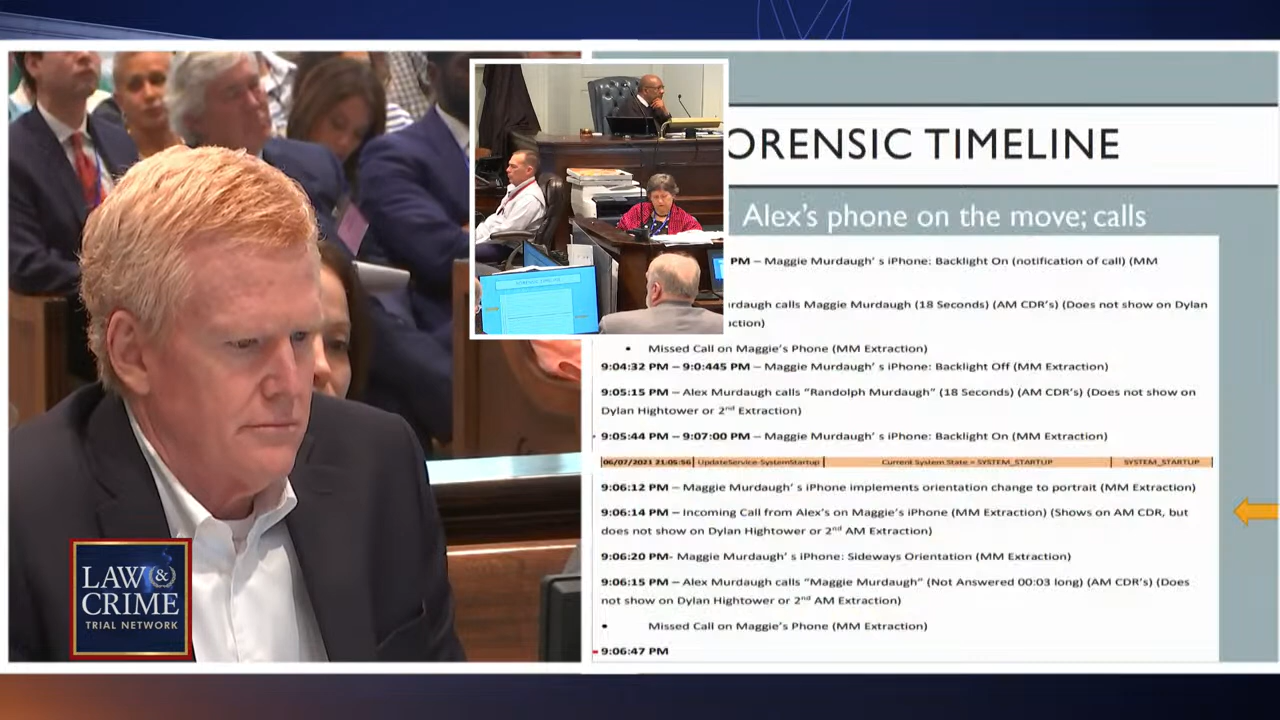 ORENSIC TIMELINE
Alex's phone on the move; calls
PM – Maggie Murdaugh' s iPhone: Backlight On (notification of call) (MM
rdaugh calls Maggie Murdaugh (18 Seconds) (AM CDR's) (Does not show on Dylan
ction)
• Missed Call on Maggie's Phone (MM Extraction)
9:04:32 PM – 9:0:445 PM – Maggie Murdaugh' s iPhone: Backlight Off (MM Extraction)
9:05:15 PM – Alex Murdaugh calls "Randolph Murdaugh" (18 Seconds) (AM CDR's) (Does not show on
Dylan Hightower or 2nd Extraction)
9:05:44 PM – 9:07:00 PM – Maggie Murdaugh' s iPhone: Backlight On (MM Extraction)
06/07/2021 21:05:56 UpdateService-SystemStartup Current System State = SYSTEM_STARTUP SYSTEM_STARTUP
9:06:12 PM – Maggie Murdaugh' s iPhone implements orientation change to portrait (MM Extraction)
9:06:14 PM – Incoming Call from Alex's on Maggie's iPhone (MM Extraction) (Shows on AM CDR, but
does not show on Dylan Hightower or 2nd AM Extraction)
9:06:20 PM- Maggie Murdaugh' s iPhone: Sideways Orientation (MM Extraction)
9:06:15 PM – Alex Murdaugh calls "Maggie Murdaugh" (Not Answered 00:03 long) (AM CDR's) (Does
not show on Dylan Hightower or 2nd AM Extraction)
• Missed Call on Maggie's Phone (MM Extraction)
9:06:47 PM
LAW &
CRIME
TRIAL NETWORK